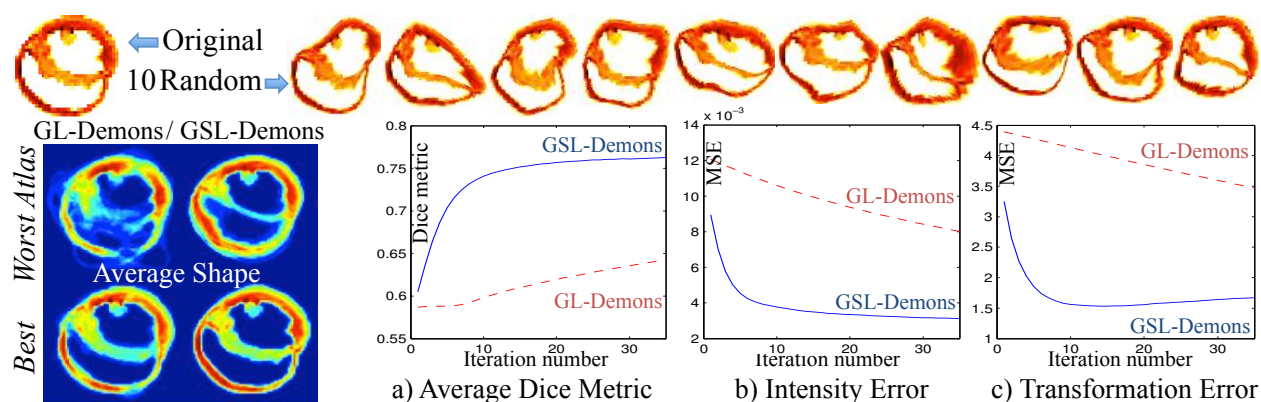 Original
10 Random
GL-Demons/ GSL-Demons
Worst Atlas
Average Shape
Best
0.8
0.75
0.7
0.65
0.6
0.55
0
10
20
30
Dice metric
GSL-Demons
GL-Demons
Iteration number
a) Average Dice Metric
× 10⁻³
14
12
10
8
6
4
2
0
10
20
30
MSE
GL-Demons
GSL-Demons
Iteration number
b) Intensity Error
4.5
4
3.5
3
2.5
2
1.5
1
0
10
20
30
MSE
GL-Demons
GSL-Demons
Iteration number
c) Transformation Error